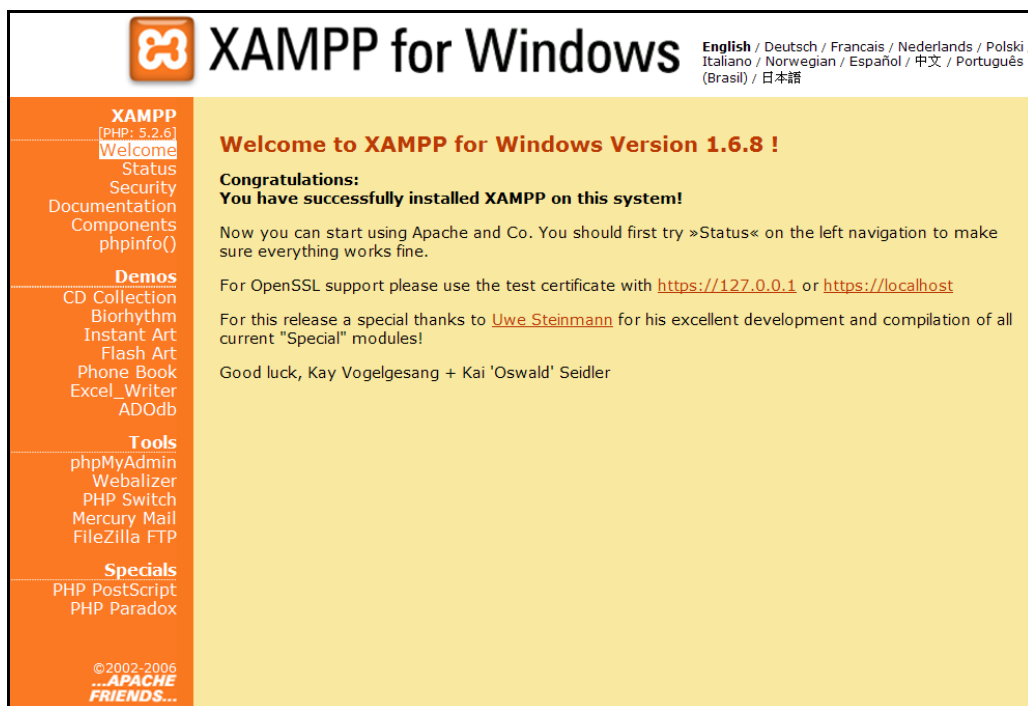 XAMPP for Windows
English / Deutsch / Francais / Nederlands / Polski /
Italiano / Norwegian / Español / 中文 / Português
(Brasil) / 日本語
XAMPP
[PHP: 5.2.6]
Welcome
Status
Security
Documentation
Components
phpinfo()
Demos
CD Collection
Biorhythm
Instant Art
Flash Art
Phone Book
Excel_Writer
ADOdb
Tools
phpMyAdmin
Webalizer
PHP Switch
Mercury Mail
FileZilla FTP
Specials
PHP PostScript
PHP Paradox
©2002-2006
...APACHE
FRIENDS...
Welcome to XAMPP for Windows Version 1.6.8 !
Congratulations:
You have successfully installed XAMPP on this system!
Now you can start using Apache and Co. You should first try »Status« on the left navigation to make
sure everything works fine.
For OpenSSL support please use the test certificate with https://127.0.0.1 or https://localhost
For this release a special thanks to Uwe Steinmann for his excellent development and compilation of all
current "Special" modules!
Good luck, Kay Vogelgesang + Kai 'Oswald' Seidler